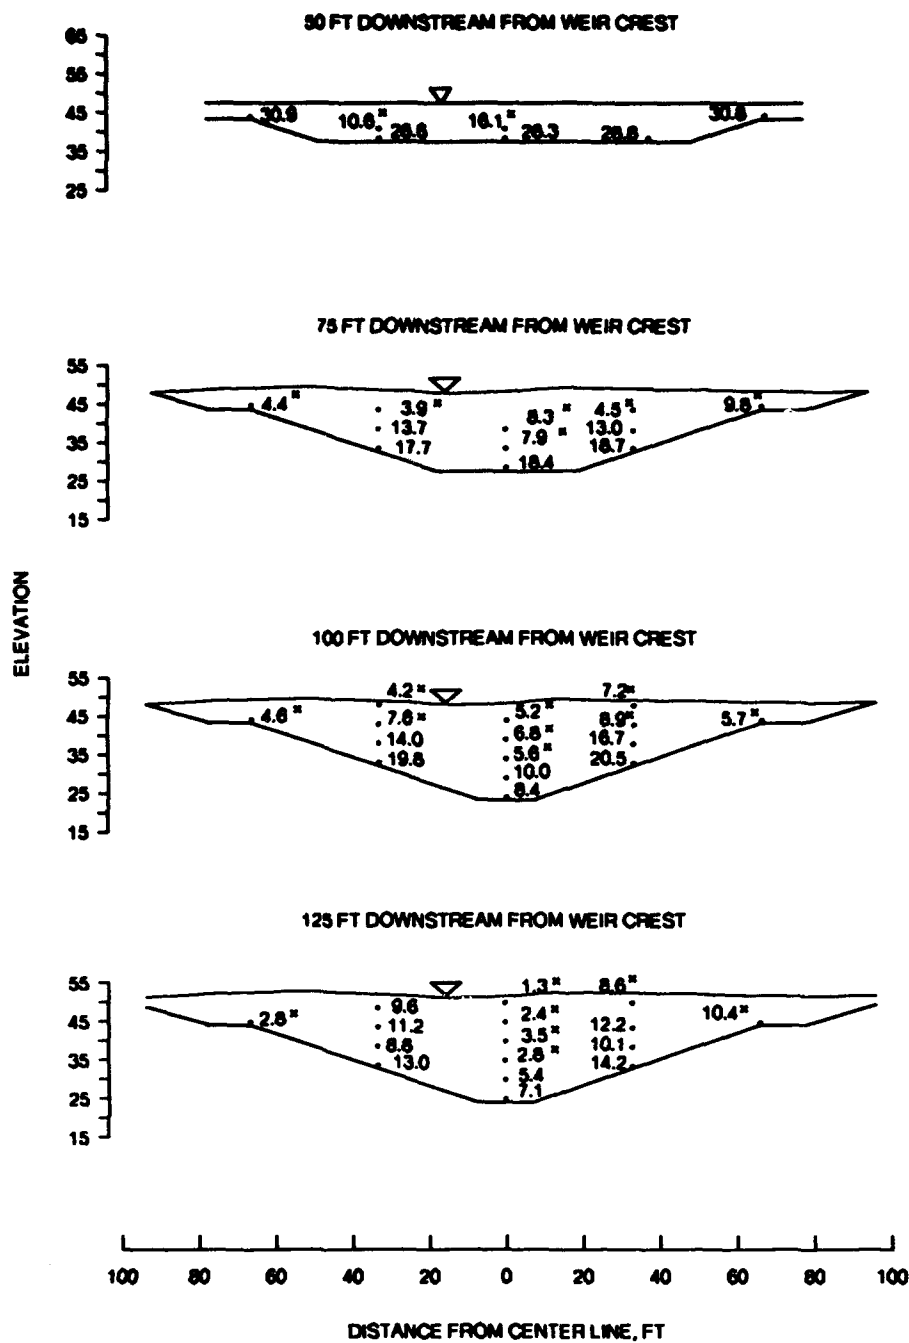 50 FT DOWNSTREAM FROM WEIR CREST
65
55
45
35
25
30.9 10.6 x 16.1 x 30.8
26.6 26.3 28.8
75 FT DOWNSTREAM FROM WEIR CREST
55
45
35
25
15
4.4 x 3.9 x 8.3 x 4.5 x 9.8 x
13.7 7.9 x 13.0
17.7 18.4 18.7
ELEVATION
100 FT DOWNSTREAM FROM WEIR CREST
55
45
35
25
15
4.2 x 7.2 x
4.6 x 7.6 x 5.2 x 8.9 x 5.7 x
14.0 6.8 x 16.7
19.8 5.6 x 20.5
10.0
8.4
125 FT DOWNSTREAM FROM WEIR CREST
55
45
35
25
15
1.3 x 8.6 x
2.8 x 9.6 2.4 x 10.4 x
11.2 3.5 x 12.2
8.8 2.8 x 10.1
13.0 5.4 14.2
7.1
100 80 60 40 20 0 20 40 60 80 100
DISTANCE FROM CENTER LINE, FT